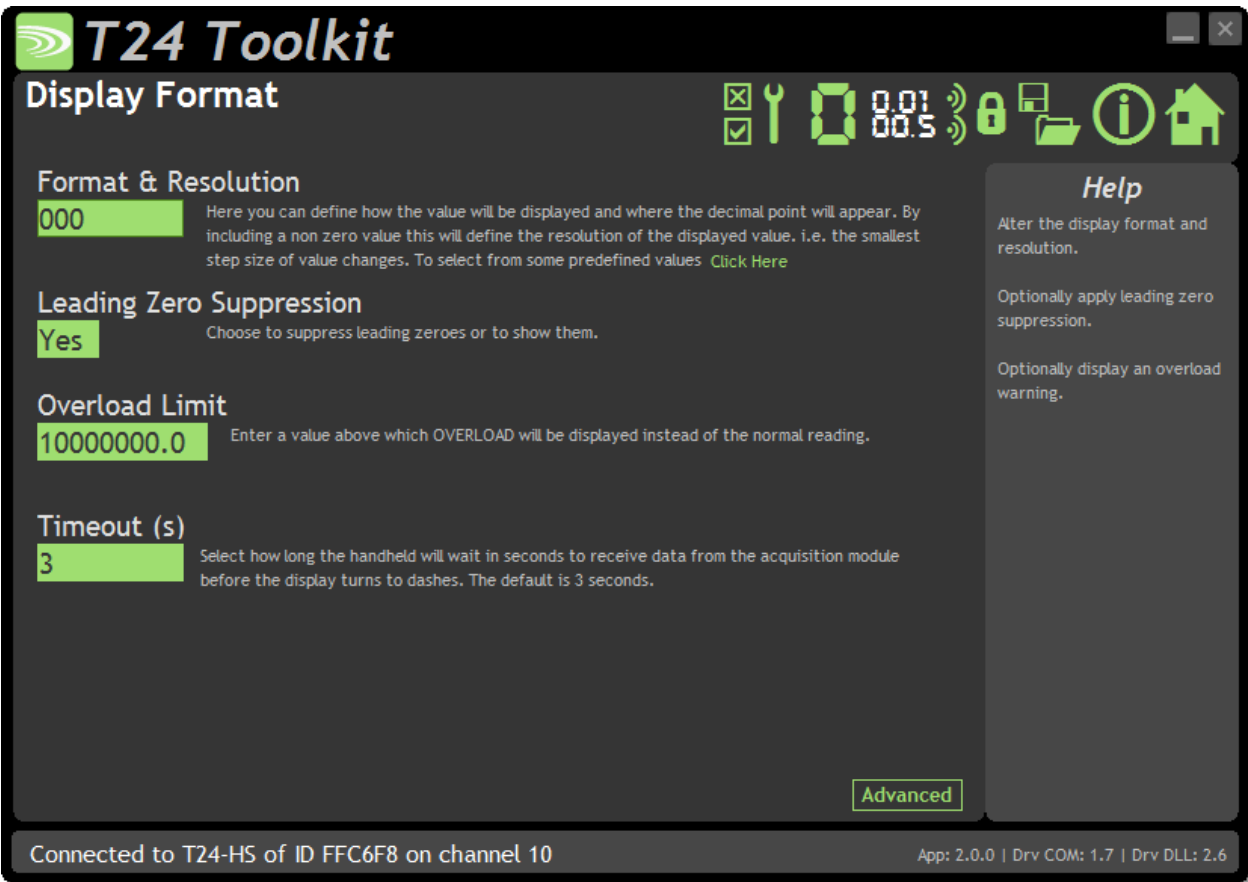 T24 Toolkit
Display Format
0
0.01
00.5
Format & Resolution
000
Here you can define how the value will be displayed and where the decimal point will appear. By
including a non zero value this will define the resolution of the displayed value. i.e. the smallest
step size of value changes. To select from some predefined values Click Here
Leading Zero Suppression
Yes
Choose to suppress leading zeroes or to show them.
Overload Limit
10000000.0
Enter a value above which OVERLOAD will be displayed instead of the normal reading.
Timeout (s)
3
Select how long the handheld will wait in seconds to receive data from the acquisition module
before the display turns to dashes. The default is 3 seconds.
Advanced
Help
Alter the display format and
resolution.
Optionally apply leading zero
suppression.
Optionally display an overload
warning.
Connected to T24-HS of ID FFC6F8 on channel 10
App: 2.0.0 | Drv COM: 1.7 | Drv DLL: 2.6